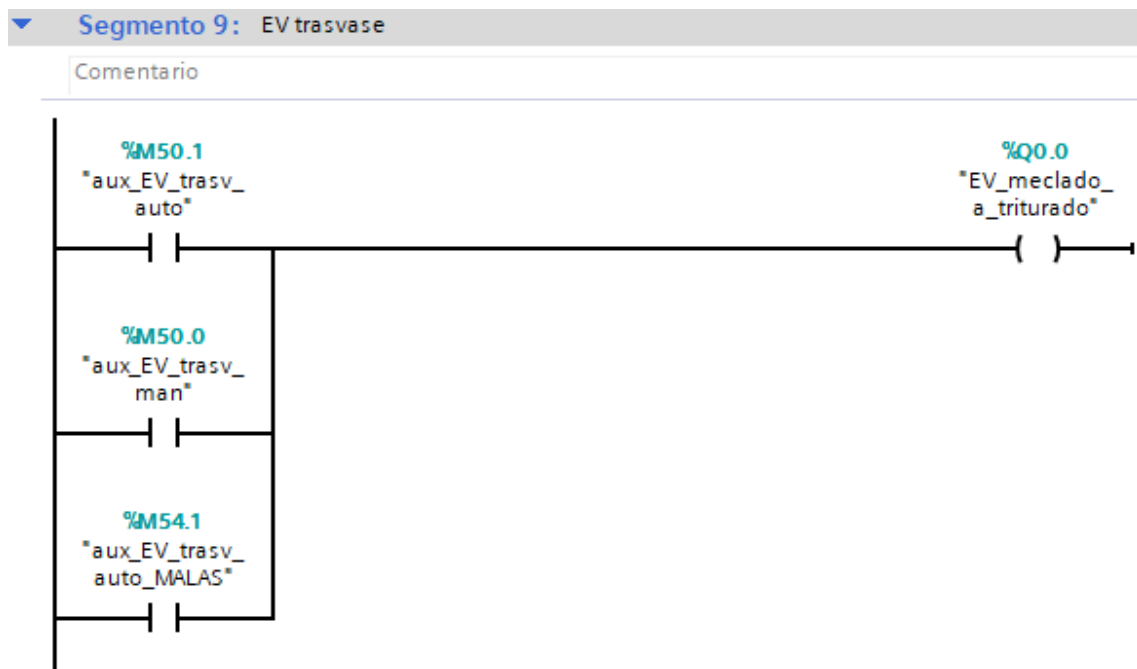 Segmento 9: EV trasvase
Comentario
%M50.1
"aux_EV_trasv_
auto"
%Q0.0
"EV_meclado_
a_triturado"
%M50.0
"aux_EV_trasv_
man"
%M54.1
"aux_EV_trasv_
auto_MALAS"